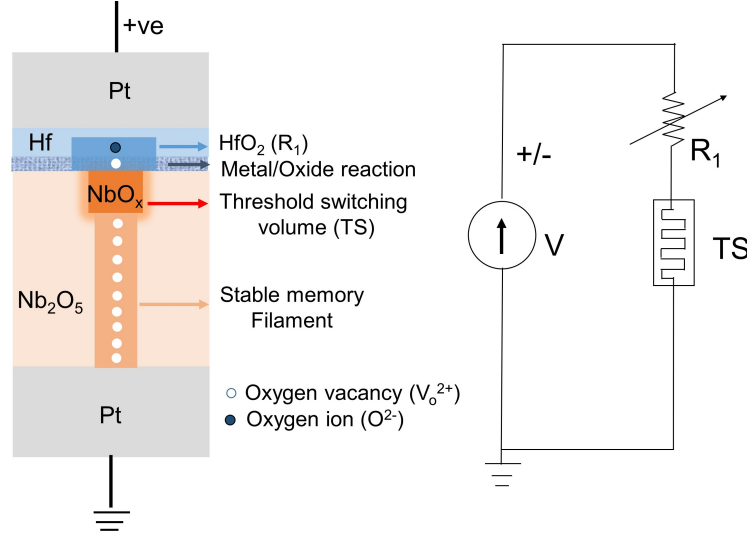 +ve
Pt
Hf
HfO₂ (R₁)
Metal/Oxide reaction
NbOₓ
Threshold switching
volume (TS)
Nb₂O₅
Stable memory
Filament
Pt
Oxygen vacancy (Vₒ²⁺)
Oxygen ion (O²⁻)
+/-
R₁
V
TS